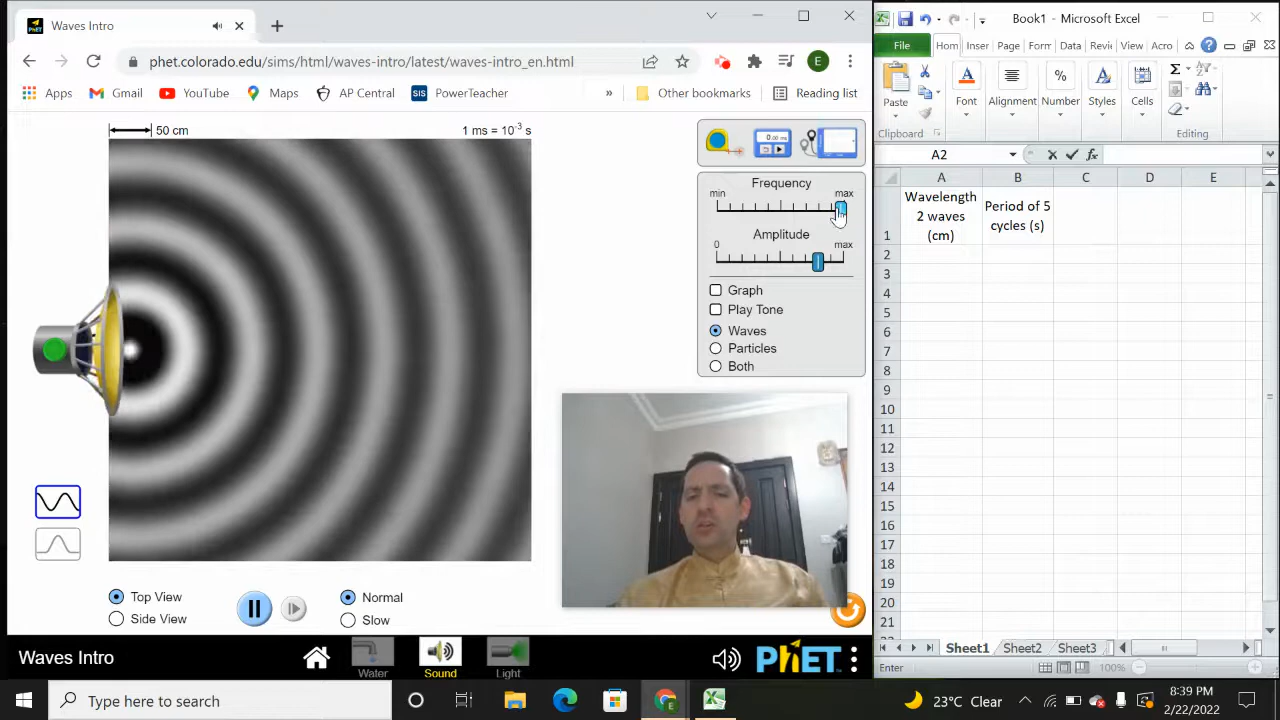 Waves Intro
Book1 - Microsoft Excel
phet.colorado.edu/sims/html/waves-intro/latest/waves-intro_en.html
E
File
Hom
Inser
Page
Form
Data
Revi
View
Acro
Apps
Gmail
YouTube
Maps
AP Central
SIS
PowerTeacher
»
Other bookmarks
Reading list
Paste
Font
Alignment
Number
Styles
Cells
Clipboard
Editing
50 cm
1 ms = 10⁻³ s
0.00 ms
A2
fx
A
B
C
D
E
Wavelength
2 waves
(cm)
Period of 5
cycles (s)
1
2
3
4
5
6
7
8
9
10
11
12
13
14
15
16
17
18
19
20
21
Frequency
min
max
Amplitude
0
max
Graph
Play Tone
Waves
Particles
Both
Top View
Side View
Normal
Slow
Sheet1
Sheet2
Sheet3
Enter
100%
Waves Intro
Water
Sound
Light
PhET
Type here to search
23°C Clear
8:39 PM
2/22/2022